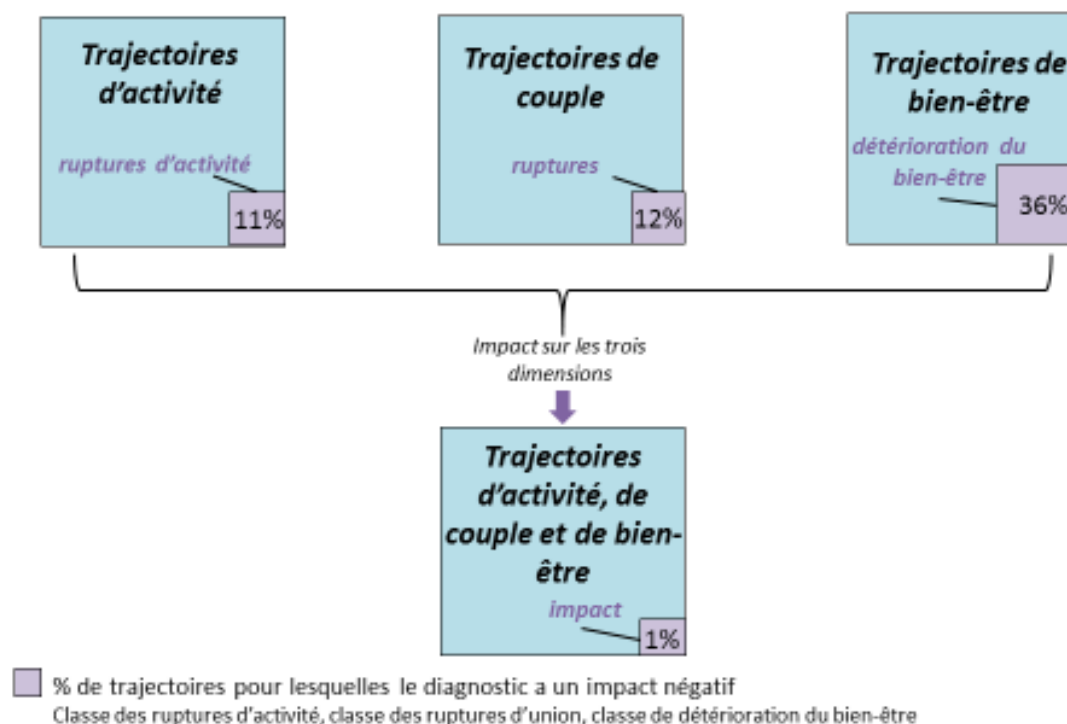 Trajectoires
d'activité
ruptures d'activité
11%
Trajectoires de
couple
ruptures
12%
Trajectoires de
bien-être
détérioration du
bien-être
36%
Impact sur les trois
dimensions
Trajectoires
d'activité, de
couple et de bien-
être
impact
1%
% de trajectoires pour lesquelles le diagnostic a un impact négatif
Classe des ruptures d'activité, classe des ruptures d'union, classe de détérioration du bien-être